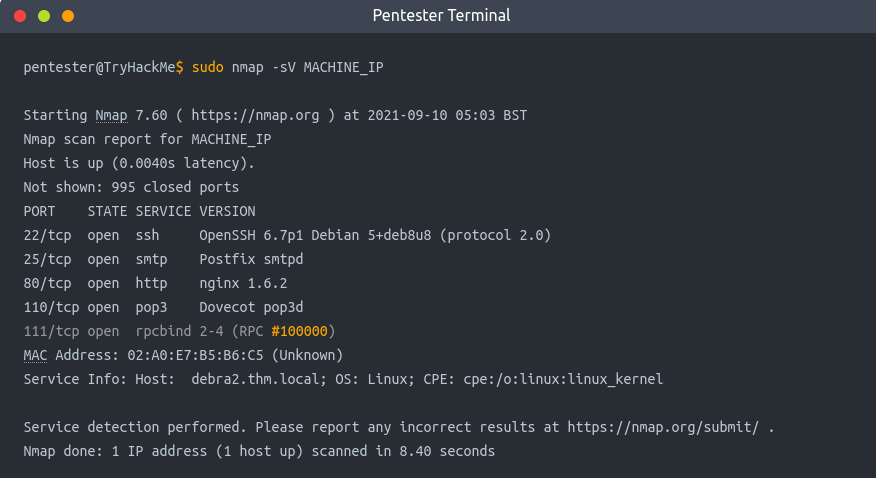 Pentester Terminal
pentester@TryHackMe$ sudo nmap -sV MACHINE_IP
Starting Nmap 7.60 ( https://nmap.org ) at 2021-09-10 05:03 BST
Nmap scan report for MACHINE_IP
Host is up (0.0040s latency).
Not shown: 995 closed ports
PORT    STATE SERVICE VERSION
22/tcp  open  ssh     OpenSSH 6.7p1 Debian 5+deb8u8 (protocol 2.0)
25/tcp  open  smtp    Postfix smtpd
80/tcp  open  http    nginx 1.6.2
110/tcp open  pop3    Dovecot pop3d
111/tcp open  rpcbind 2-4 (RPC #100000)
MAC Address: 02:A0:E7:B5:B6:C5 (Unknown)
Service Info: Host:  debra2.thm.local; OS: Linux; CPE: cpe:/o:linux:linux_kernel
Service detection performed. Please report any incorrect results at https://nmap.org/submit/ .
Nmap done: 1 IP address (1 host up) scanned in 8.40 seconds